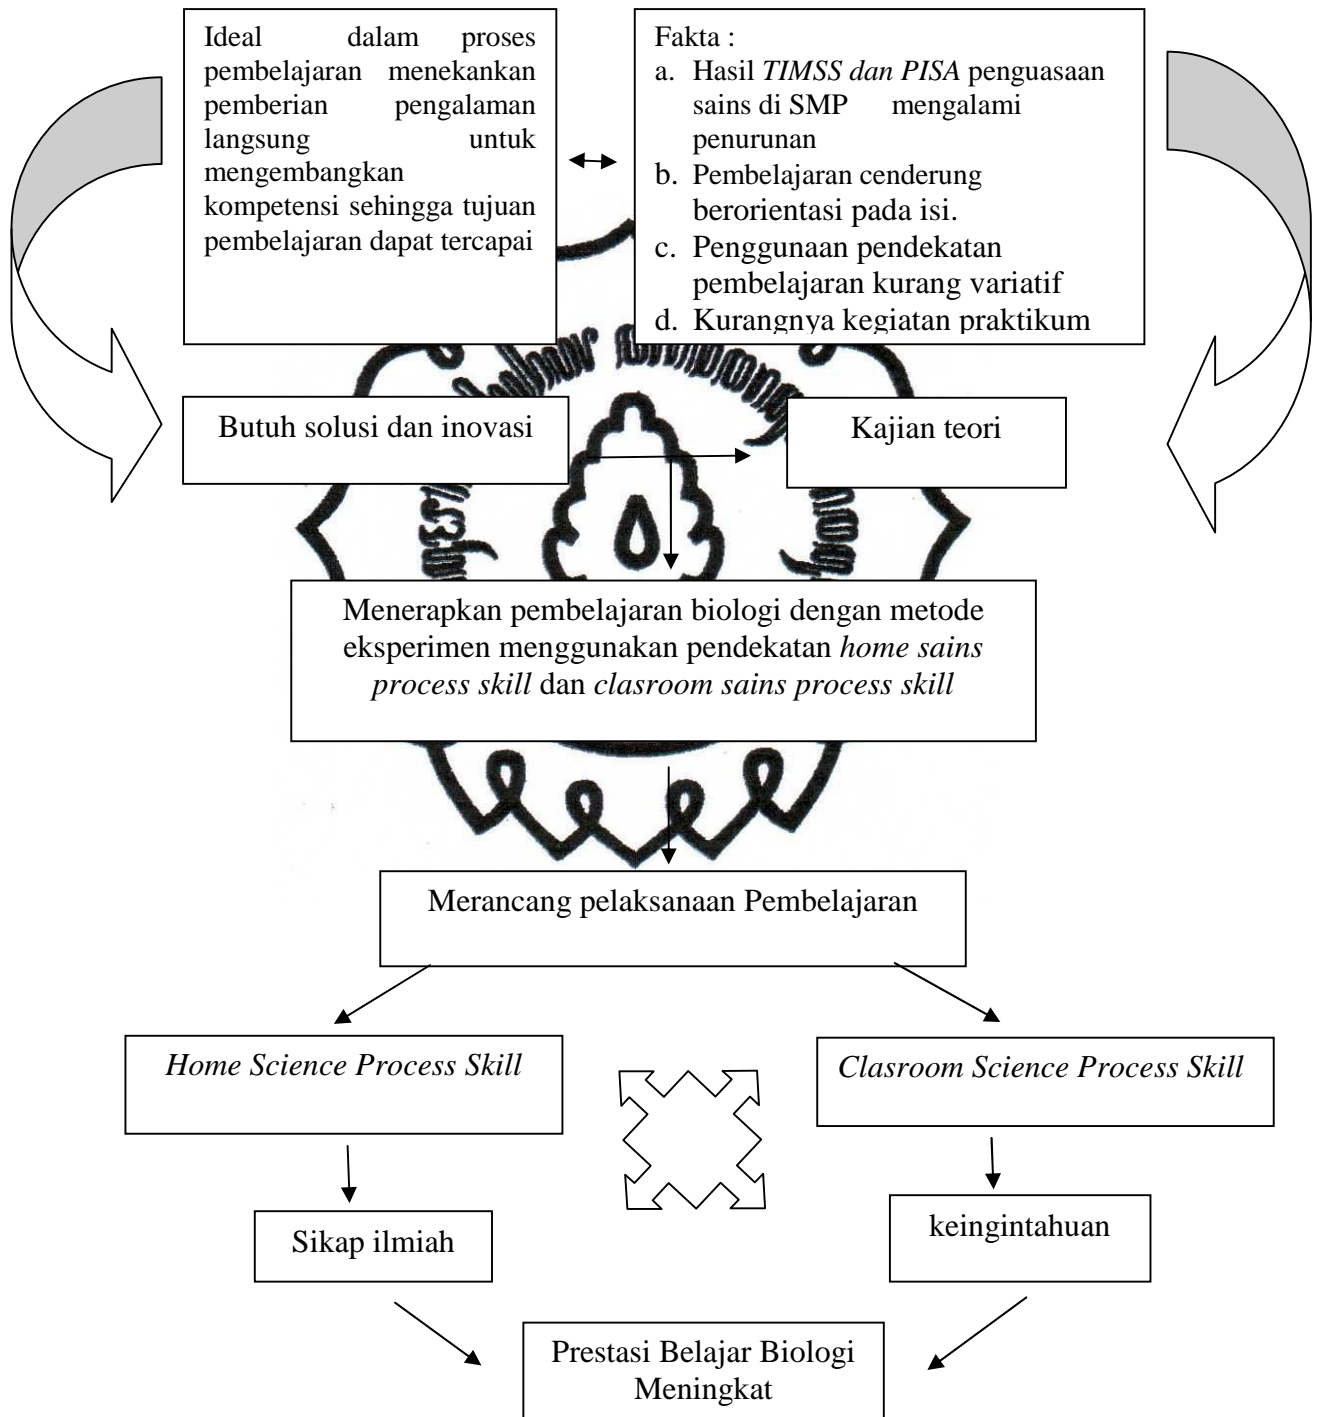 Ideal dalam proses
pembelajaran menekankan
pemberian pengalaman
langsung untuk
mengembangkan
kompetensi sehingga tujuan
pembelajaran dapat tercapai
Fakta :
a. Hasil TIMSS dan PISA penguasaan
sains di SMP mengalami
penurunan
b. Pembelajaran cenderung
berorientasi pada isi.
c. Penggunaan pendekatan
pembelajaran kurang variatif
d. Kurangnya kegiatan praktikum
Butuh solusi dan inovasi
Kajian teori
Menerapkan pembelajaran biologi dengan metode
eksperimen menggunakan pendekatan home sains
process skill dan clasroom sains process skill
Merancang pelaksanaan Pembelajaran
Home Science Process Skill
Clasroom Science Process Skill
Sikap ilmiah
keingintahuan
Prestasi Belajar Biologi
Meningkat